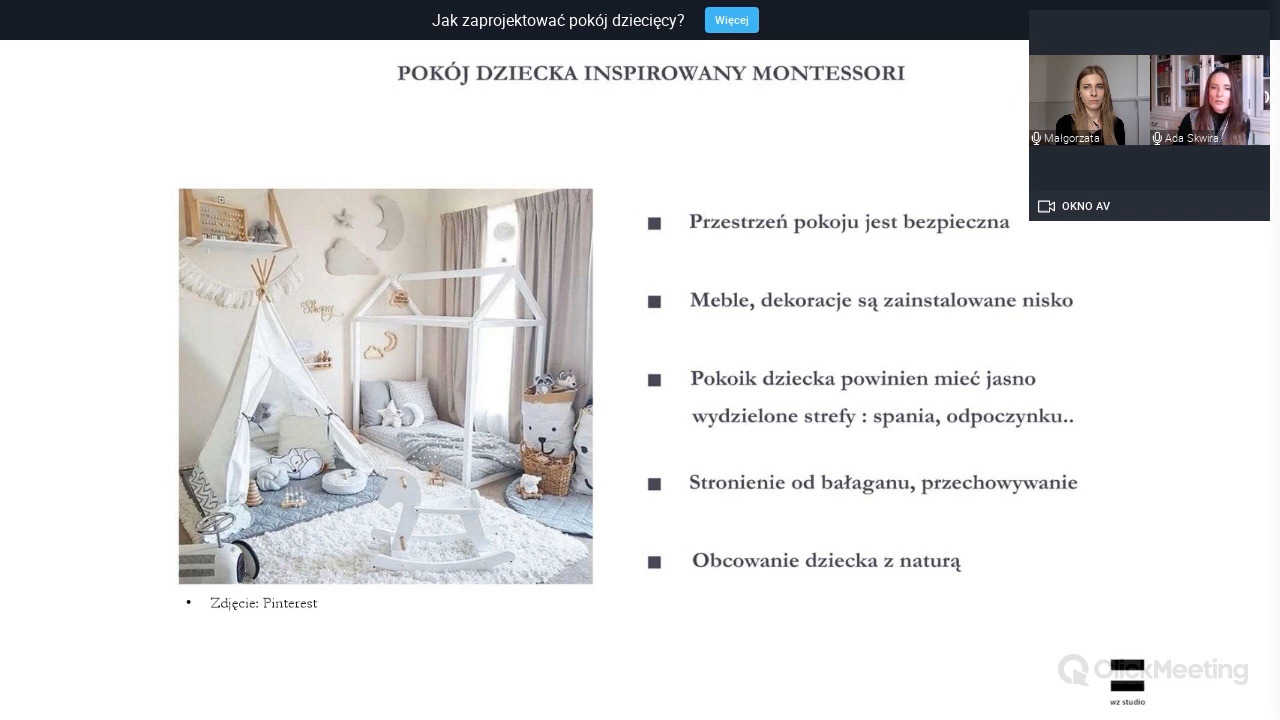 Jak zaprojektować pokój dziecięcy?
Więcej
POKÓJ DZIECKA INSPIROWANY MONTESSORI
Małgorzata
Ada Skwira
OKNO AV
Przestrzeń pokoju jest bezpieczna
Meble, dekoracje są zainstalowane nisko
Pokoik dziecka powinien mieć jasno
wydzielone strefy : spania, odpoczynku..
Stronienie od bałaganu, przechowywanie
Obcowanie dziecka z naturą
• Zdjęcie: Pinterest
ClickMeeting
wz studio